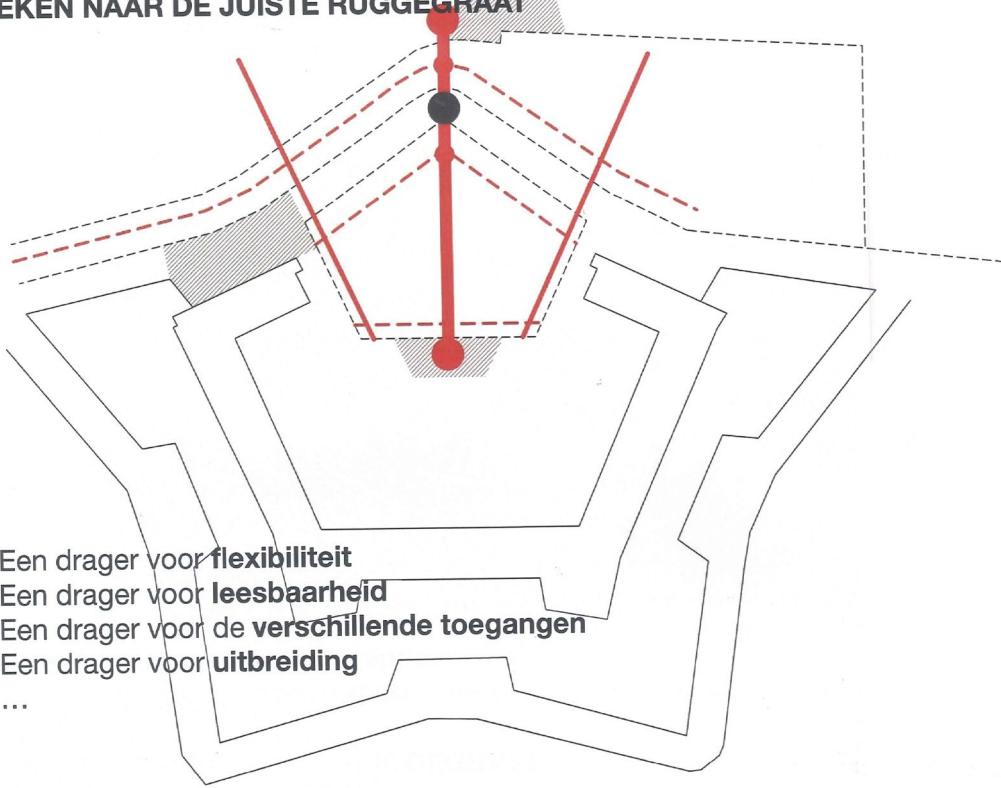 EKEN NAAR DE JUISTE RUGGEGRAAT
Een drager voor flexibiliteit
Een drager voor leesbaarheid
Een drager voor de verschillende toegangen
Een drager voor uitbreiding
...